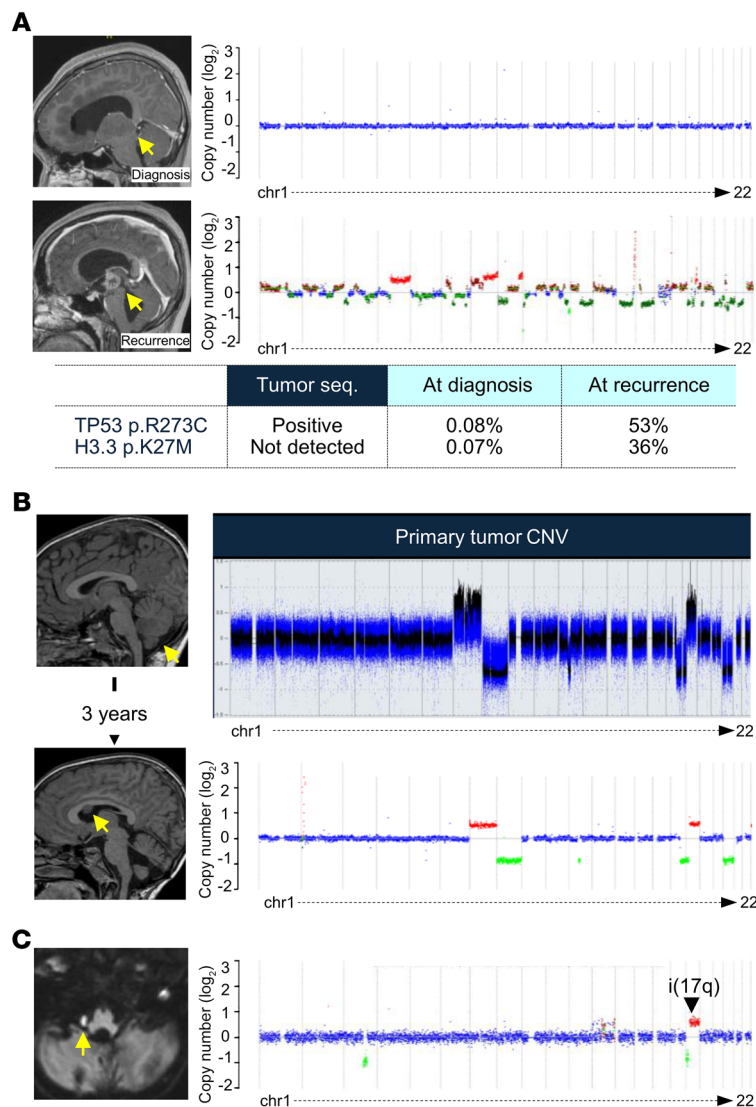 A
Diagnosis
Copy number (log2)
3
2
1
0
-1
-2
chr1
22
Recurrence
Copy number (log2)
3
2
1
0
-1
-2
chr1
22
Tumor seq. At diagnosis At recurrence
TP53 p.R273C Positive 0.08% 53%
H3.3 p.K27M Not detected 0.07% 36%
B
Primary tumor CNV
chr1
22
3 years
Copy number (log2)
3
2
1
0
-1
-2
chr1
22
C
Copy number (log2)
3
2
1
0
-1
-2
i(17q)
chr1
22